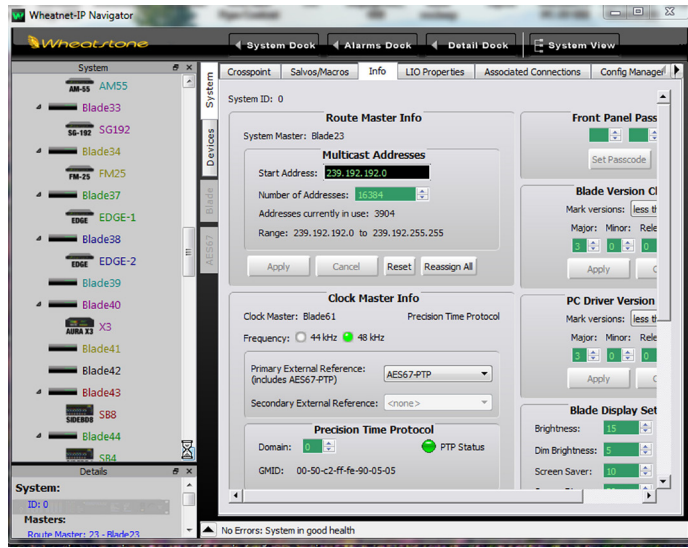 Wheatnet-IP Navigator
Wheatstone
System Dock
Alarms Dock
Detail Dock
System View
System
AM-55 AM55
Blade33
SG-192 SG192
Blade34
FM-25 FM25
Blade37
EDGE EDGE-1
Blade38
EDGE EDGE-2
Blade39
Blade40
AURA X3 X3
Blade41
Blade42
Blade43
SIDEBDB SB8
Blade44
SB4
Details
System:
ID: 0
Masters:
Route Master: 23 - Blade23
System
Devices
Blade
AES67
Crosspoint
Salvos/Macros
Info
LIO Properties
Associated Connections
Config Manager
System ID: 0
Route Master Info
System Master: Blade23
Multicast Addresses
Start Address: 239.192.192.0
Number of Addresses: 16384
Addresses currently in use: 3904
Range: 239.192.192.0 to 239.192.255.255
Apply Cancel Reset Reassign All
Clock Master Info
Clock Master: Blade61 Precision Time Protocol
Frequency: 44 kHz 48 kHz
Primary External Reference:
(includes AES67-PTP)
AES67-PTP
Secondary External Reference: <none>
Precision Time Protocol
Domain: 0 PTP Status
GMID: 00-50-c2-ff-fe-90-05-05
Front Panel Pass
Set Passcode
Blade Version C
Mark versions: less th
Major: Minor: Rele
3 0 0
Apply C
PC Driver Version
Mark versions: less th
Major: Minor: Rele
3 0 0
Apply C
Blade Display Set
Brightness: 15
Dim Brightness: 5
Screen Saver: 10
No Errors: System in good health